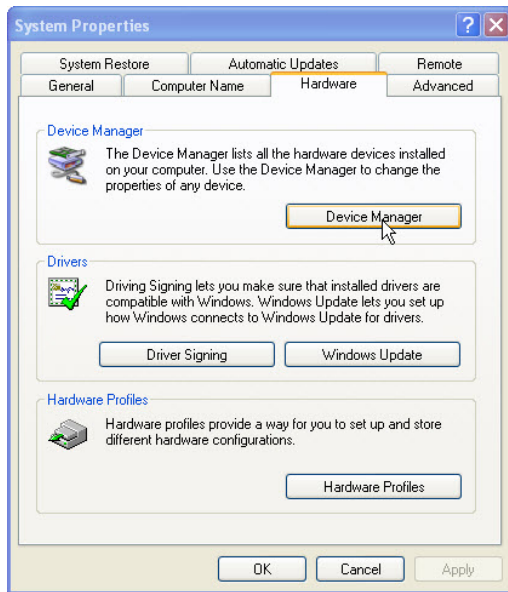 System Properties
System Restore Automatic Updates Remote
General Computer Name Hardware Advanced
Device Manager
The Device Manager lists all the hardware devices installed
on your computer. Use the Device Manager to change the
properties of any device.
Device Manager
Drivers
Driving Signing lets you make sure that installed drivers are
compatible with Windows. Windows Update lets you set up
how Windows connects to Windows Update for drivers.
Driver Signing Windows Update
Hardware Profiles
Hardware profiles provide a way for you to set up and store
different hardware configurations.
Hardware Profiles
OK Cancel Apply